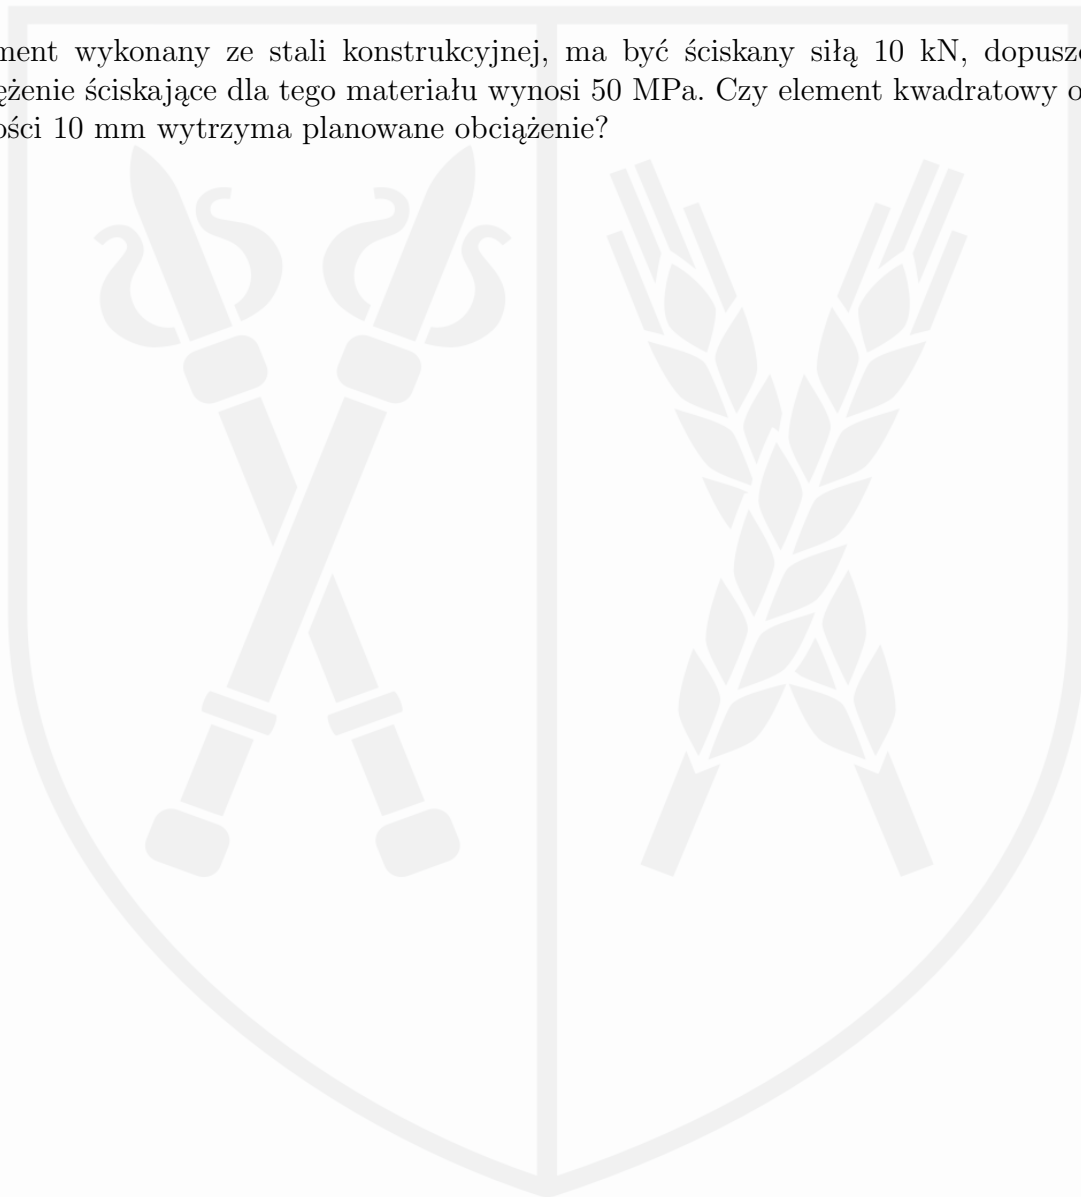 ment wykonany ze stali konstrukcyjnej, ma być ściskany siłą 10 kN, dopuszc
ężenie ściskające dla tego materiału wynosi 50 MPa. Czy element kwadratowy o
ości 10 mm wytrzyma planowane obciążenie?